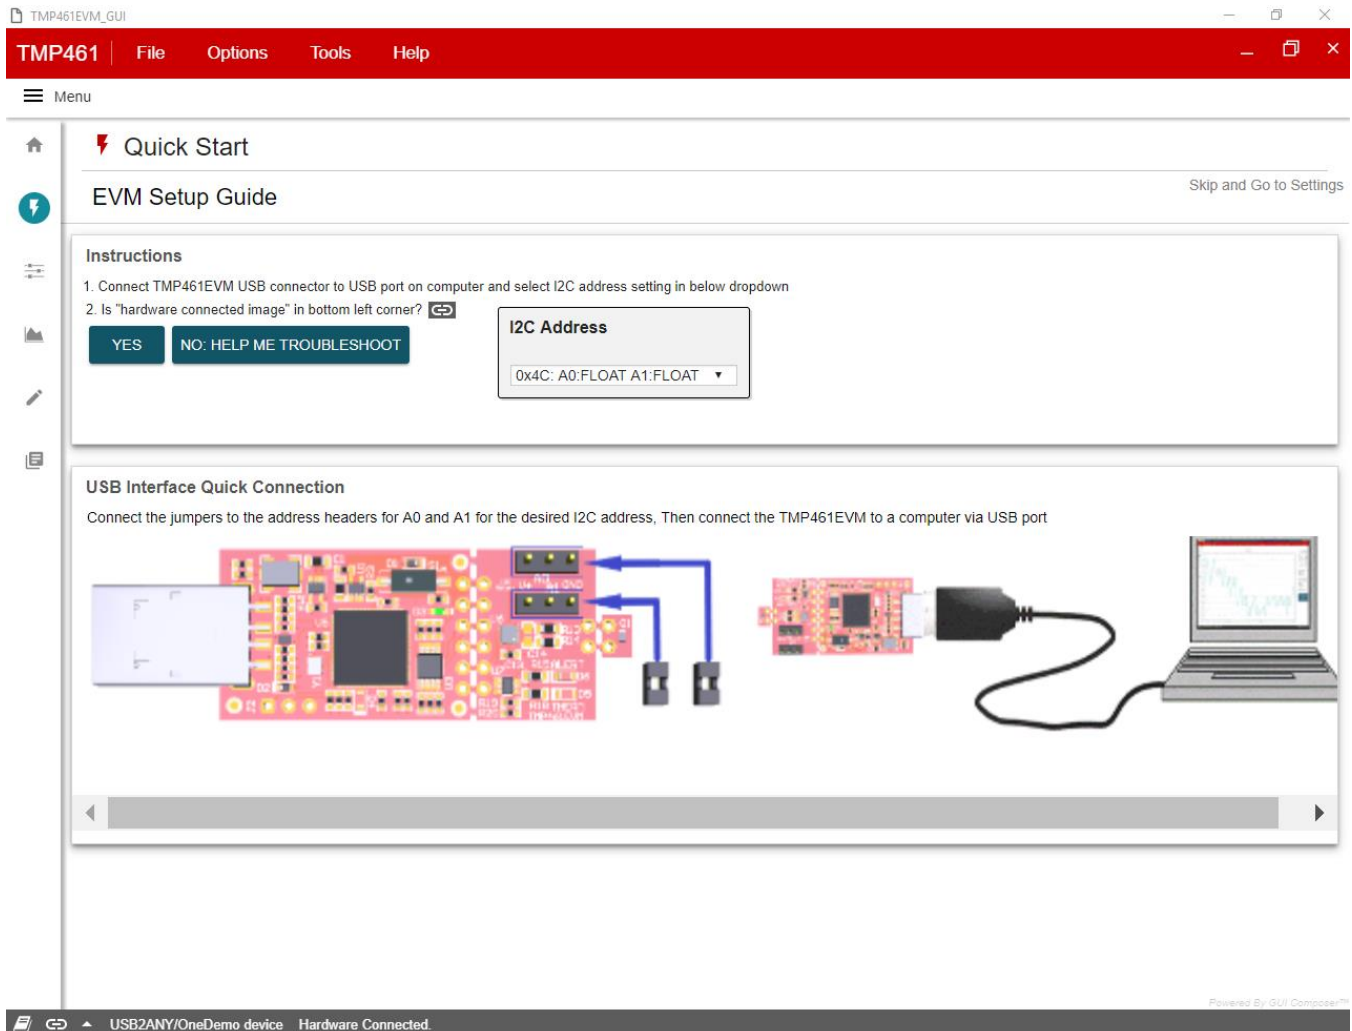 TMP461EVM_GUI
TMP461 File Options Tools Help
Menu
Quick Start
EVM Setup Guide
Skip and Go to Settings
Instructions
1. Connect TMP461EVM USB connector to USB port on computer and select I2C address setting in below dropdown
2. Is "hardware connected image" in bottom left corner?
YES
NO: HELP ME TROUBLESHOOT
I2C Address
0x4C: A0:FLOAT A1:FLOAT
USB Interface Quick Connection
Connect the jumpers to the address headers for A0 and A1 for the desired I2C address, Then connect the TMP461EVM to a computer via USB port
Powered By GUI Composer™
USB2ANY/OneDemo device Hardware Connected.